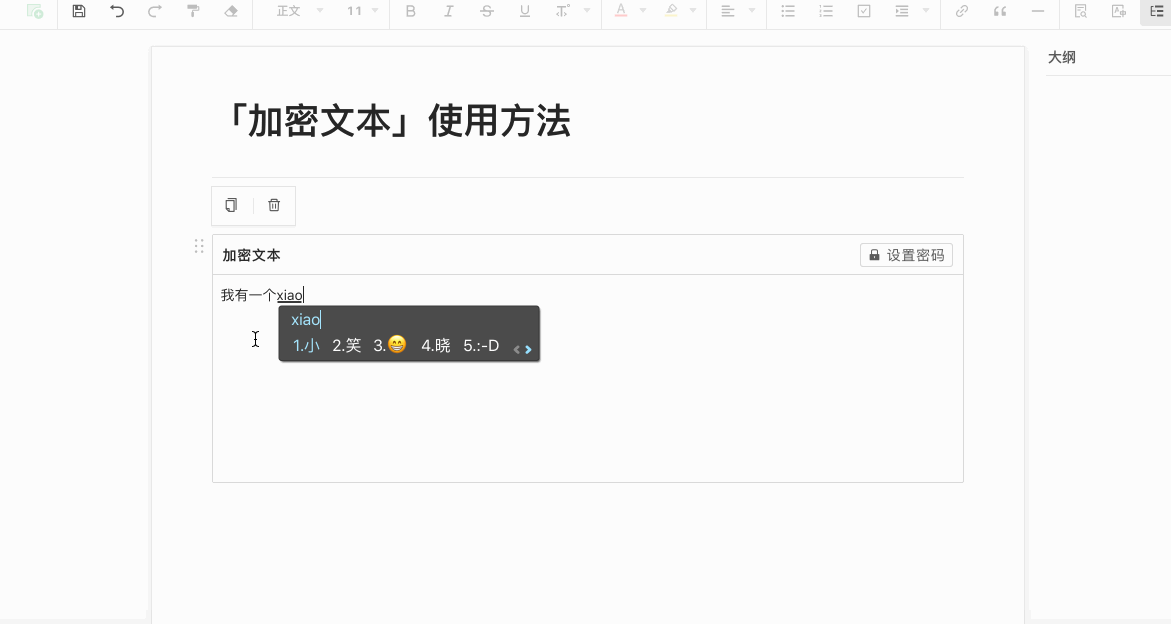 正文 11 B I S U T A
大纲
「加密文本」使用方法
加密文本 设置密码
我有一个xiao
xiao
1.小 2.笑 3.😁 4.晓 5.:-D